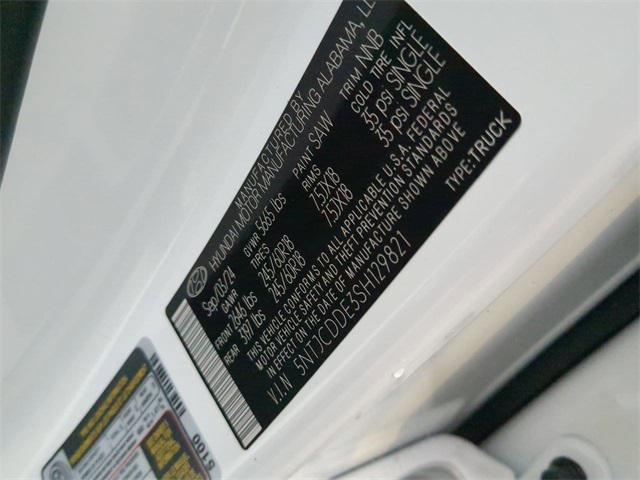 MANUFACTURED BY
HYUNDAI MOTOR MANUFACTURING ALABAMA, LL
Sep/03/24 GVWR 5665 lbs PAINT SAW TRIM NNB
GAWR TIRES RIMS COLD TIRE INFL
FRONT 2646 lbs 245/60R18 7.5JX18 35 psi SINGLE
REAR 3197 lbs 245/60R18 7.5JX18 35 psi SINGLE
THIS VEHICLE CONFORMS TO ALL APPLICABLE U.S.A. FEDERAL
MOTOR VEHICLE SAFETY AND THEFT PREVENTION STANDARDS
IN EFFECT ON THE DATE OF MANUFACTURE SHOWN ABOVE
V.I.N 5NTJCDDE3SH129821 TYPE:TRUCK